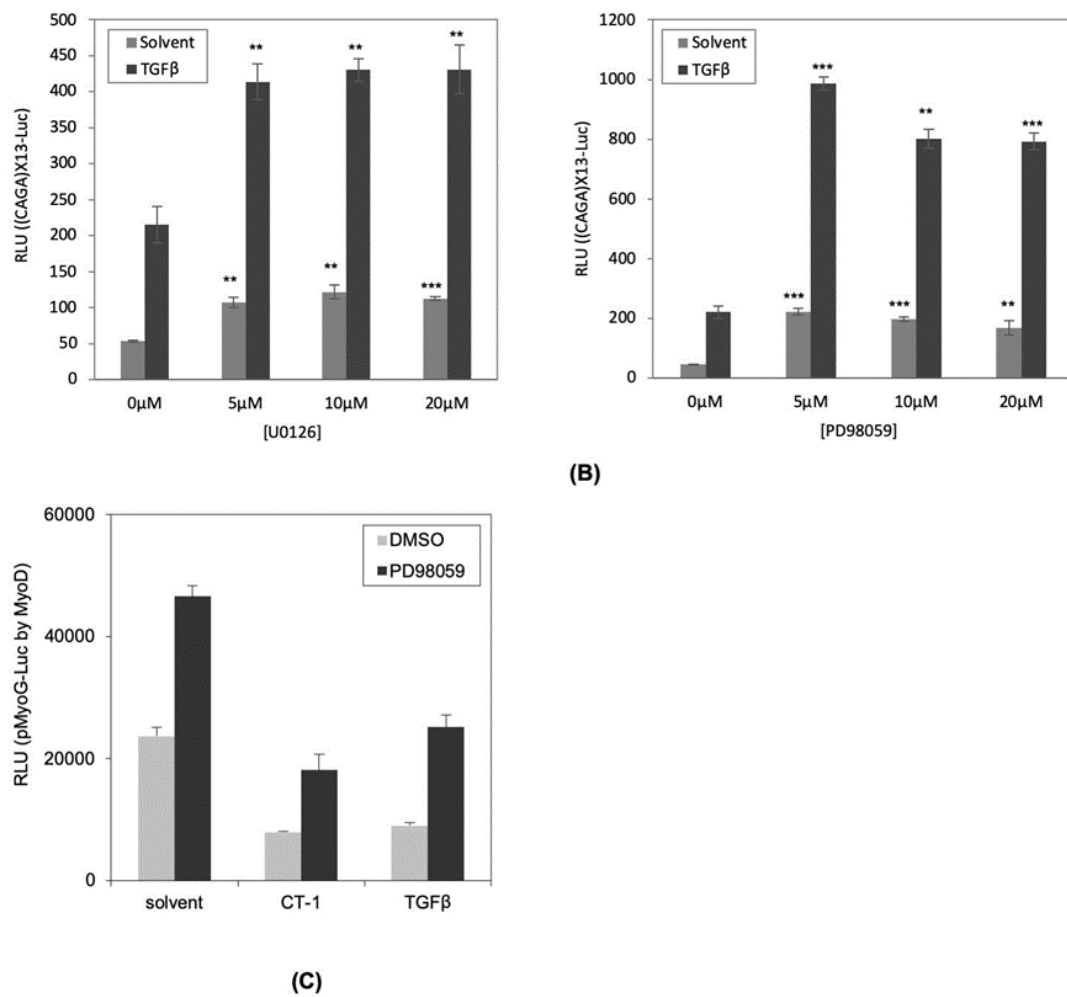 500
450
400
350
300
250
200
150
100
50
0
RLU ((CAGA)X13-Luc)
Solvent
TGFβ
** ** **
** ** ***
0µM 5µM 10µM 20µM
[U0126]
1200
1000
800
600
400
200
0
RLU ((CAGA)X13-Luc)
Solvent
TGFβ
*** ** ***
*** *** **
0µM 5µM 10µM 20µM
[PD98059]
(B)
60000
40000
20000
0
RLU (pMyoG-Luc by MyoD)
DMSO
PD98059
solvent CT-1 TGFβ
(C)